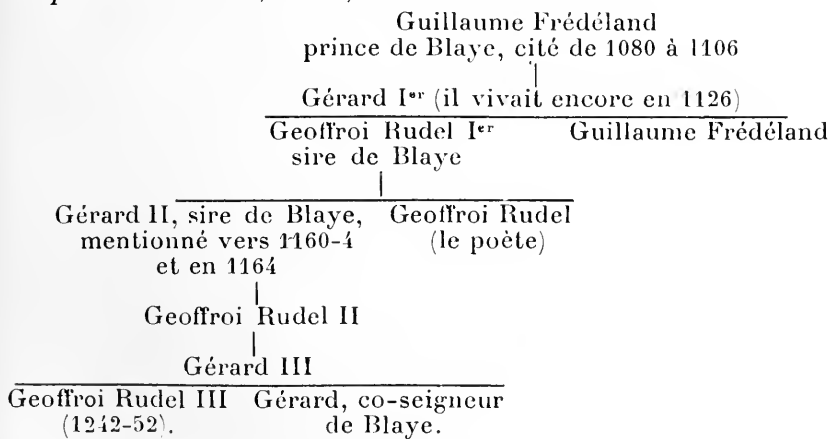 Guillaume Frédéland
prince de Blaye, cité de 1080 à 1106
Gérard Ier (il vivait encore en 1126)
Geoffroi Rudel Ier Guillaume Frédéland
sire de Blaye
Gérard II, sire de Blaye, Geoffroi Rudel
mentionné vers 1160-4 (le poète)
et en 1164
Geoffroi Rudel II
Gérard III
Geoffroi Rudel III Gérard, co-seigneur
(1242-52). de Blaye.